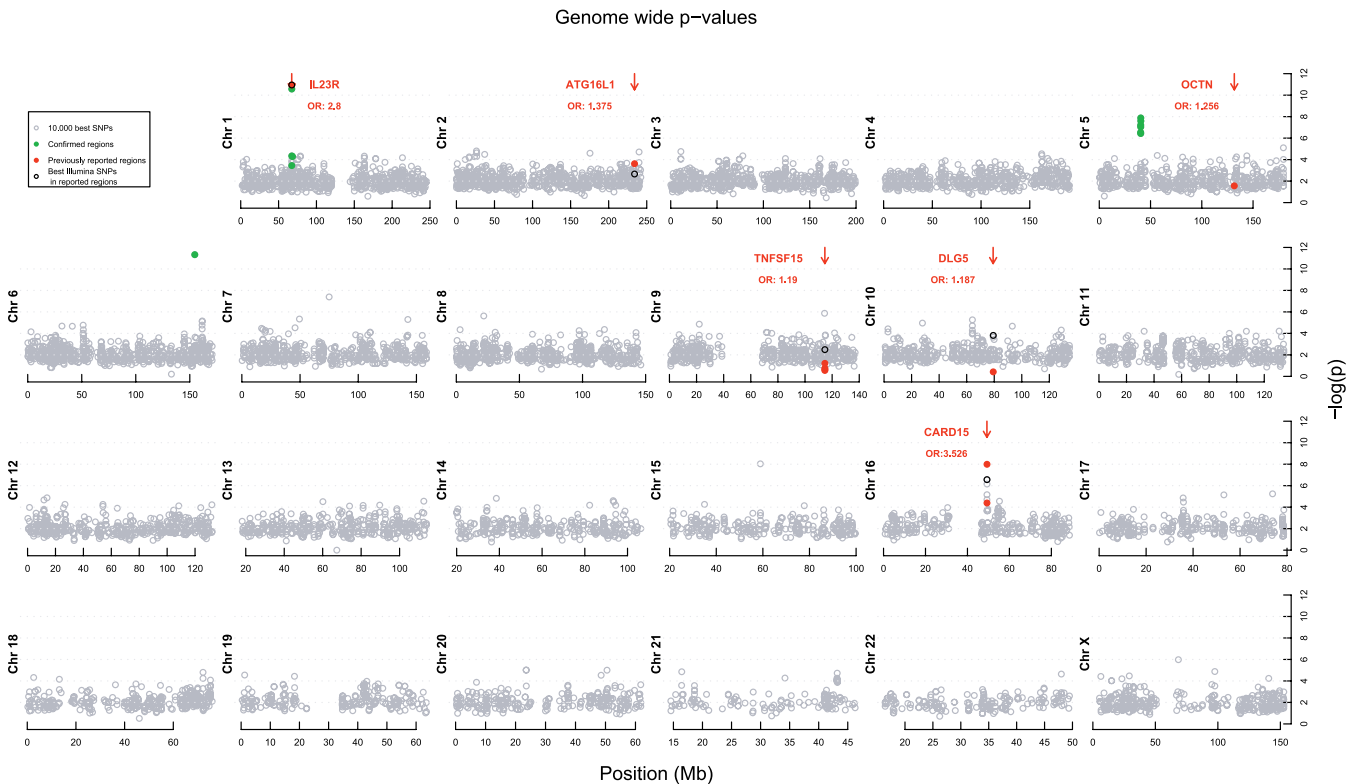 Genome wide p−values
10.000 best SNPs
Confirmed regions
Previously reported regions
Best Illumina SNPs
in reported regions
Chr 1
IL23R
OR: 2.8
0 50 100 150 200 250
Chr 2
ATG16L1
OR: 1.375
0 50 100 150 200 250
Chr 3
0 50 100 150 200
Chr 4
0 50 100 150
Chr 5
OCTN
OR: 1.256
0 50 100 150
0 2 4 6 8 10 12
Chr 6
0 50 100 150
Chr 7
0 50 100 150
Chr 8
0 50 100 150
Chr 9
TNFSF15
OR: 1.19
0 20 40 60 80 100 120 140
Chr 10
DLG5
OR: 1.187
0 20 40 60 80 100 120
Chr 11
0 20 40 60 80 100 120
0 2 4 6 8 10 12
−log(p)
Chr 12
0 20 40 60 80 100 120
Chr 13
20 40 60 80 100
Chr 14
20 40 60 80 100
Chr 15
20 40 60 80 100
Chr 16
CARD15
OR:3.526
0 20 40 60 80
Chr 17
0 20 40 60 80
0 2 4 6 8 10 12
Chr 18
0 20 40 60
Chr 19
0 10 20 30 40 50 60
Chr 20
0 10 20 30 40 50 60
Chr 21
15 20 25 30 35 40 45
Chr 22
20 25 30 35 40 45 50
Chr X
0 50 100 150
0 2 4 6 8 10 12
Position (Mb)